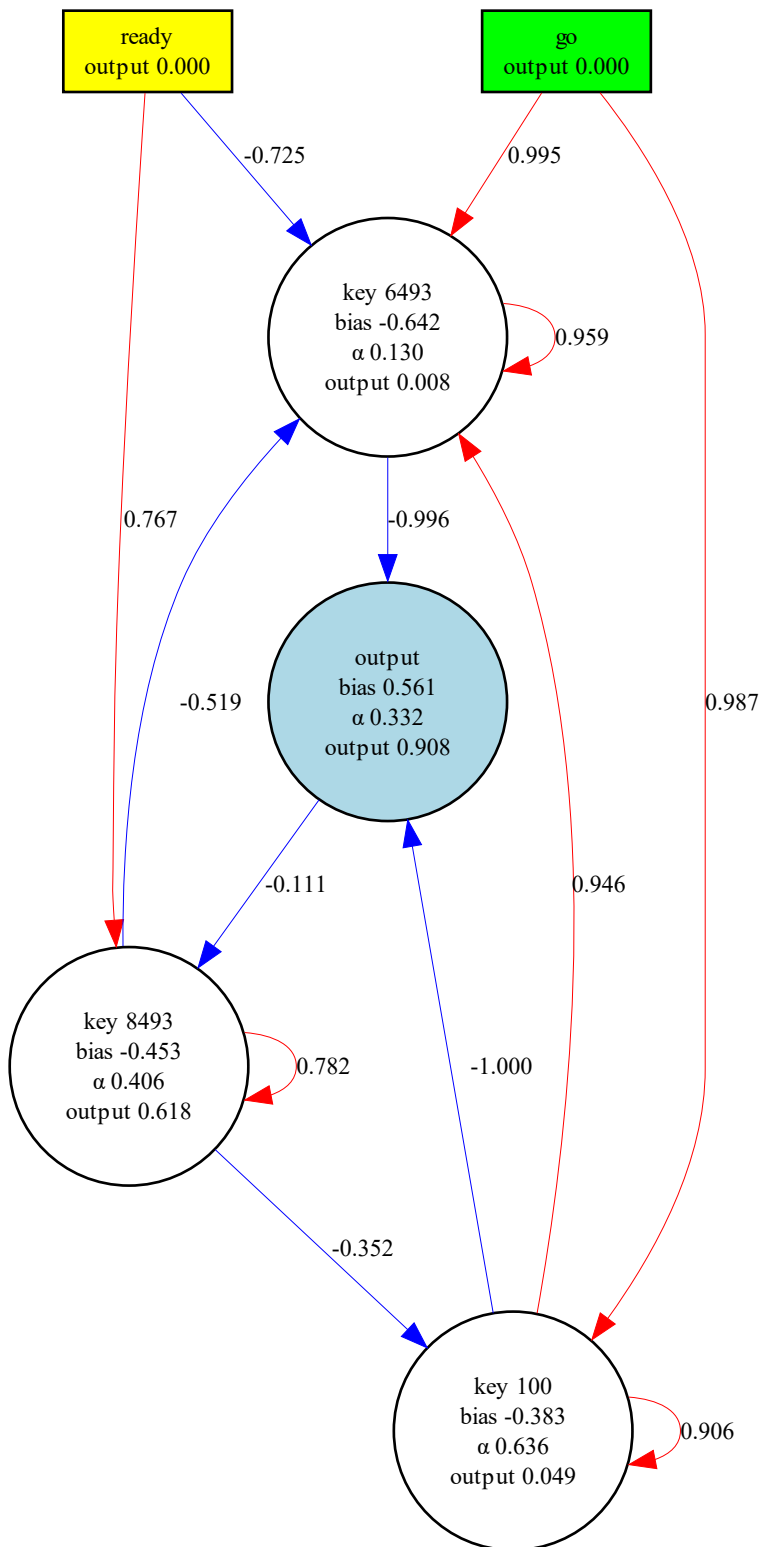 ready
output 0.000
go
output 0.000
-0.725
0.995
key 6493
bias -0.642
α 0.130
output 0.008
0.959
0.767
-0.996
-0.519
output
bias 0.561
α 0.332
output 0.908
0.987
-0.111
0.946
key 8493
bias -0.453
α 0.406
output 0.618
0.782
-1.000
-0.352
key 100
bias -0.383
α 0.636
output 0.049
0.906